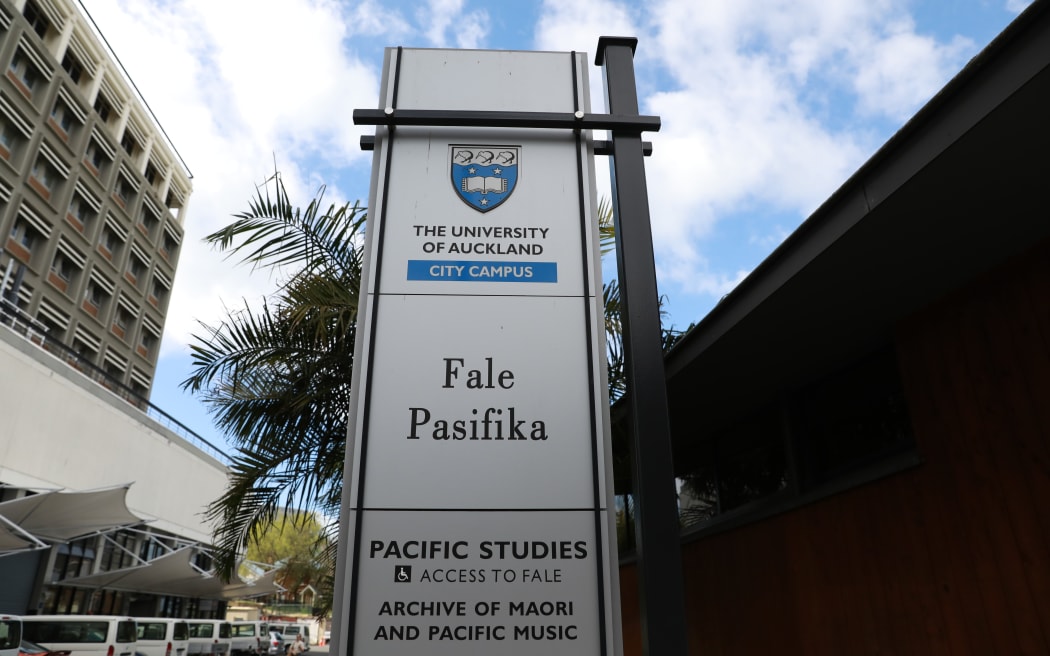 THE UNIVERSITY
OF AUCKLAND
CITY CAMPUS
Fale
Pasifika
PACIFIC STUDIES
ACCESS TO FALE
ARCHIVE OF MAORI
AND PACIFIC MUSIC